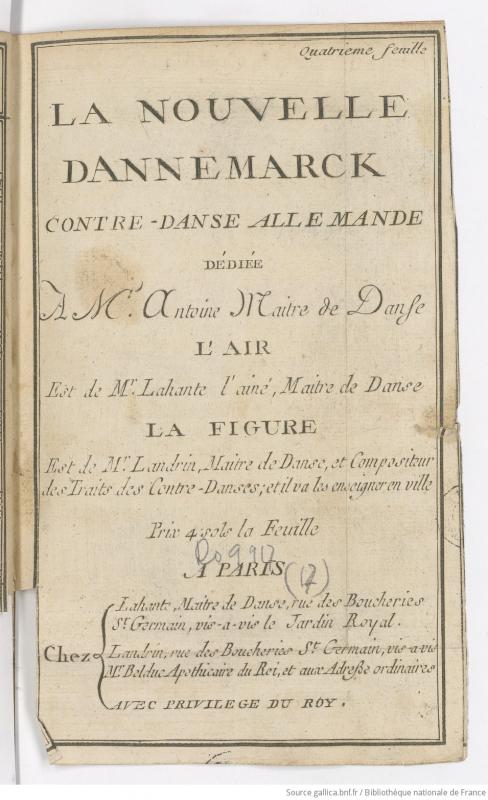 Quatrieme feuille
LA NOUVELLE
DANNEMARCK
CONTRE-DANSE ALLEMANDE
DÉDIÉE
A Mr. Antoine Maitre de Danse
L'AIR
Est de Mr. Lahante l'ainé, Maitre de Danse
LA FIGURE
Est de Mr. Landrin, Maitre de Danse, et Compositeur
des Traits des Contre-Danses; et il va les enseigner en ville
Prix 4 sols la Feuille
A PARIS
Lahante, Maitre de Danse, rue des Boucheries
St. Germain, vis-a-vis le Jardin Royal.
Chez
Landrin, rue des Boucheries St. Germain, vis-a-vis
Mr. Belduc Apothicaire du Roi, et aux Adresse ordinaires
AVEC PRIVILEGE DU ROY.
Source gallica.bnf.fr / Bibliothèque nationale de France